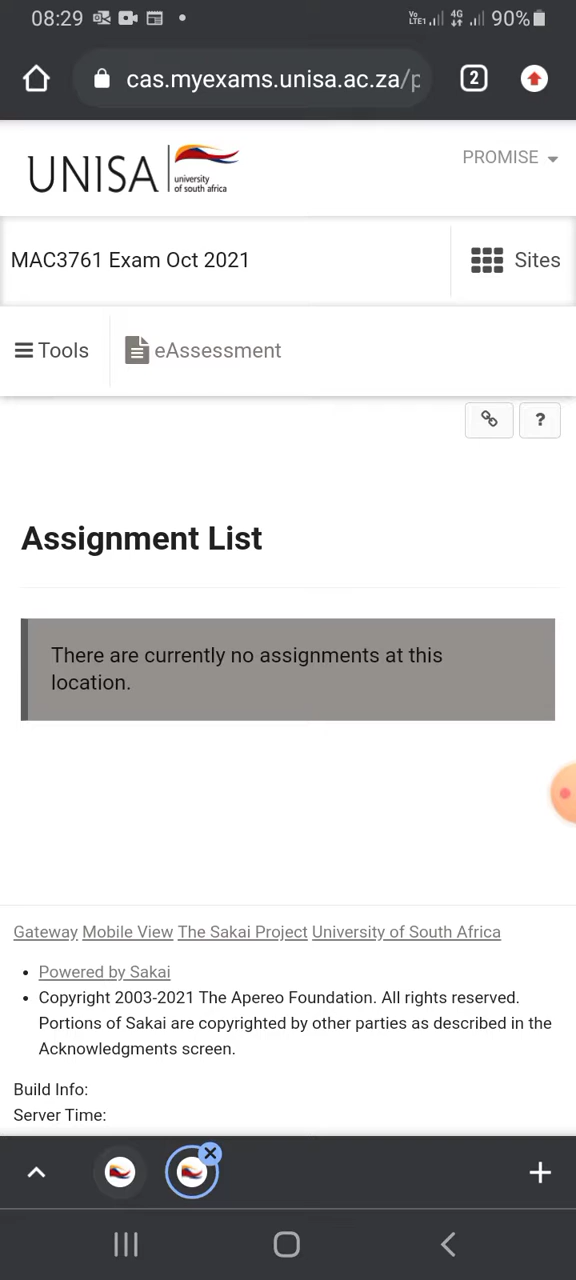 08:29
Vo LTE1 4G 90%
cas.myexams.unisa.ac.za/p
2
UNISA university of south africa
PROMISE
MAC3761 Exam Oct 2021
Sites
Tools
eAssessment
?
Assignment List
There are currently no assignments at this
location.
Gateway Mobile View The Sakai Project University of South Africa
• Powered by Sakai
• Copyright 2003-2021 The Apereo Foundation. All rights reserved.
Portions of Sakai are copyrighted by other parties as described in the
Acknowledgments screen.
Build Info:
Server Time: